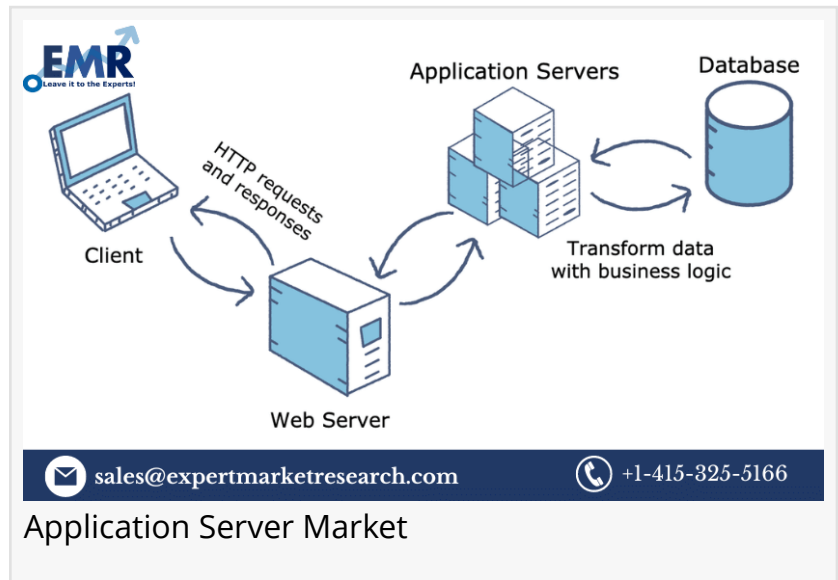 EMR
Leave it to the Experts!
Application Servers
Database
HTTP requests
and responses
Client
Transform data
with business logic
Web Server
sales@expertmarketresearch.com
+1-415-325-5166
Application Server Market